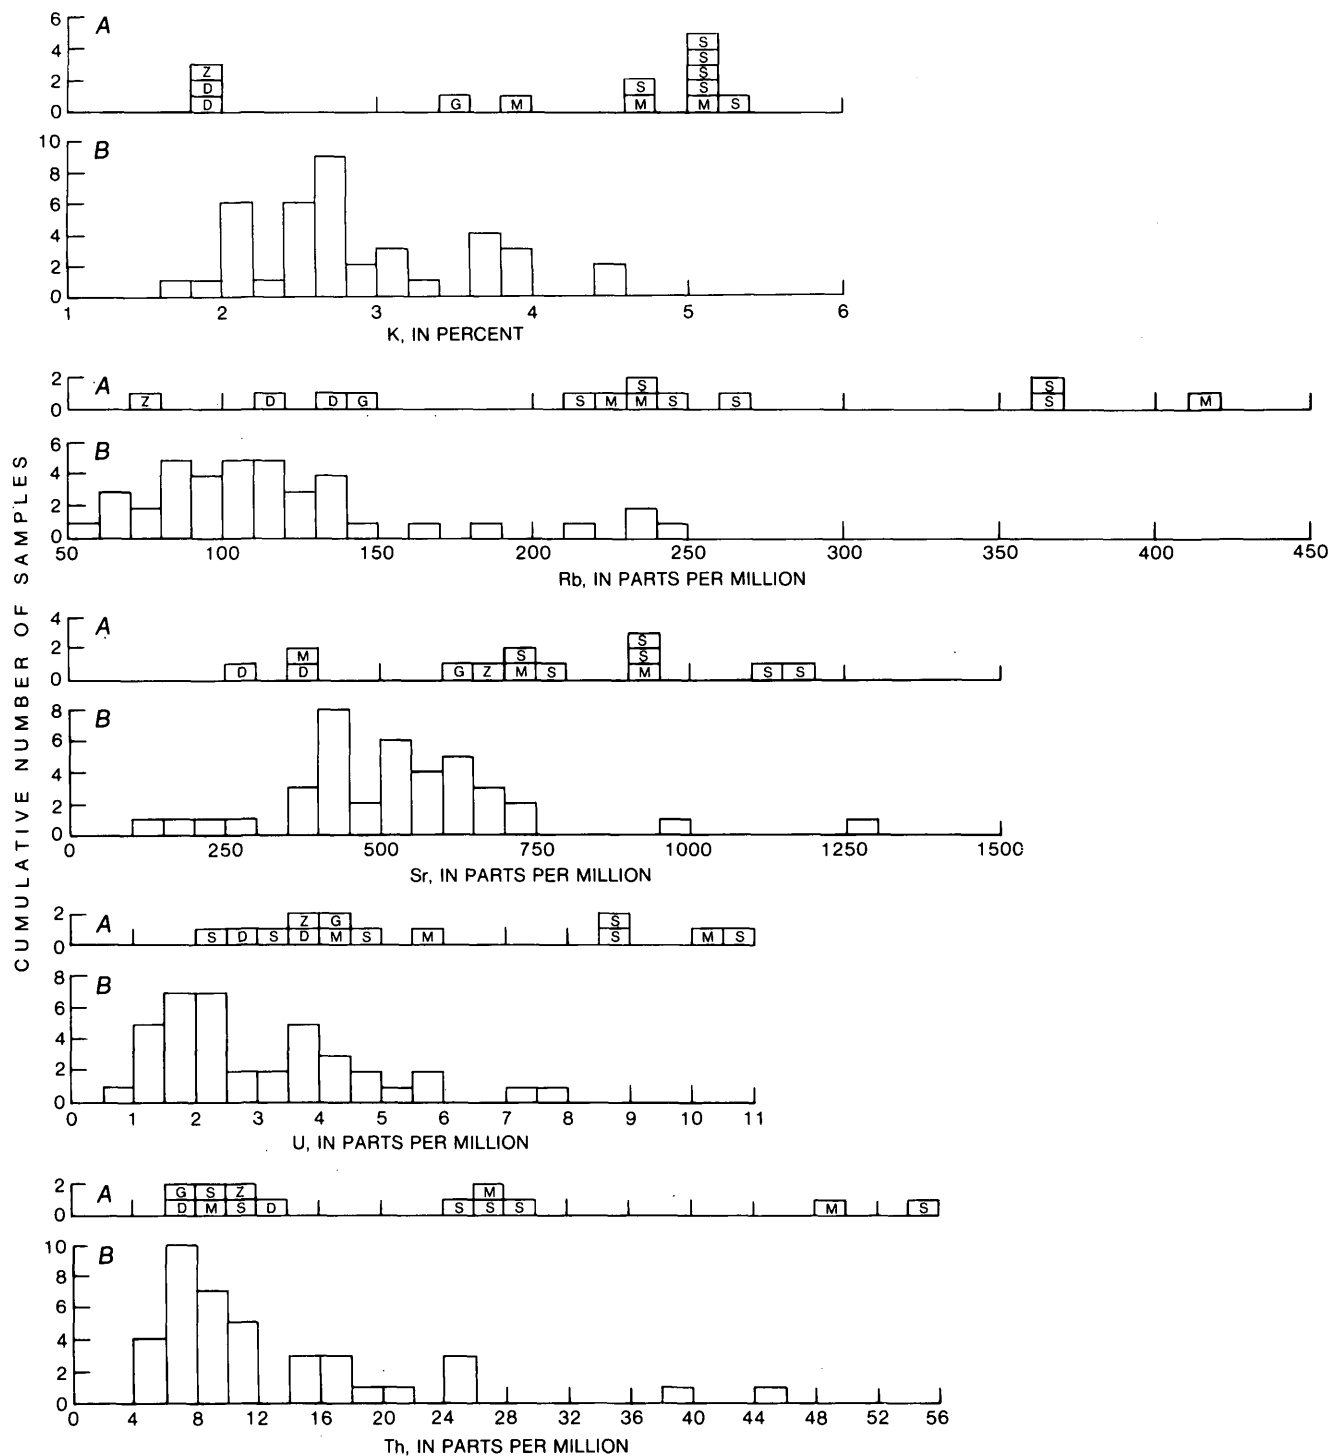 CUMULATIVE NUMBER OF SAMPLES
6 A
4
2
0
S
S
Z S
D S S S
D G M M M S
10 B
8
6
4
2
0
1 2 3 4 5 6
K, IN PERCENT
2 A
0
S S
Z D D G S M M S S S M
6 B
4
2
0
50 100 150 200 250 300 350 400 450
Rb, IN PARTS PER MILLION
4 A
2
0
S
M S S
D D G Z M S M S S
8 B
6
4
2
0
0 250 500 750 1000 1250 1500
Sr, IN PARTS PER MILLION
2 A
0
Z G S
S D S D M S M S M S
8 B
6
4
2
0
0 1 2 3 4 5 6 7 8 9 10 11
U, IN PARTS PER MILLION
2 A
0
G S Z M
D M S D S S S M S
10 B
8
6
4
2
0
0 4 8 12 16 20 24 28 32 36 40 44 48 52 56
Th, IN PARTS PER MILLION